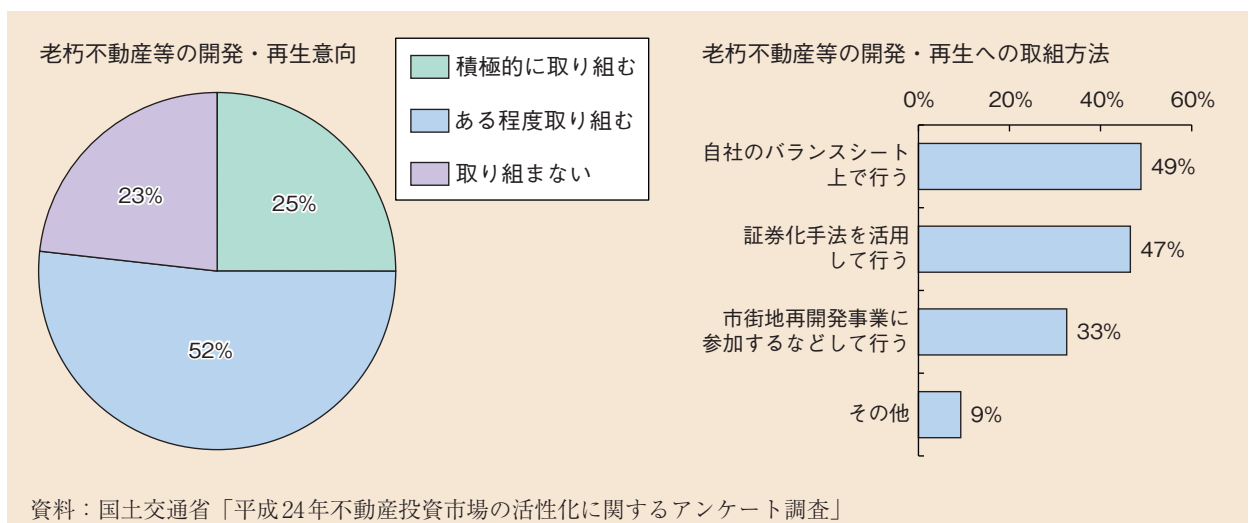 老朽不動産等の開発・再生意向
積極的に取り組む
ある程度取り組む
取り組まない
23%
25%
52%
老朽不動産等の開発・再生への取組方法
0%
20%
40%
60%
自社のバランスシート
上で行う
49%
証券化手法を活用
して行う
47%
市街地再開発事業に
参加するなどして行う
33%
その他
9%
資料：国土交通省「平成24年不動産投資市場の活性化に関するアンケート調査」